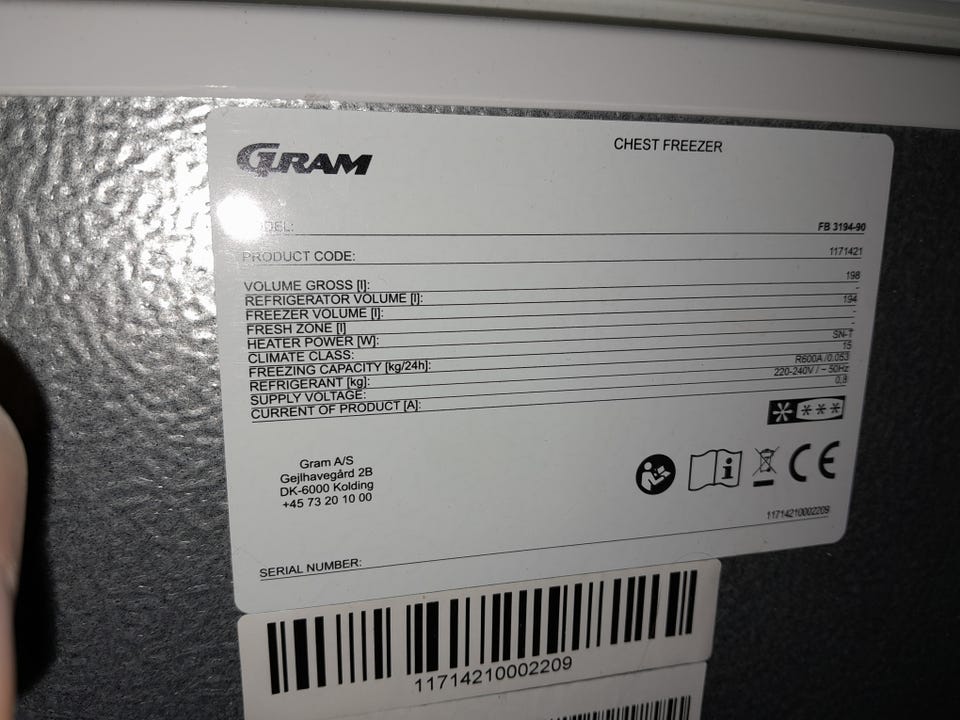 GRAM
CHEST FREEZER
MODEL: FB 3194-90
PRODUCT CODE: 1171421
VOLUME GROSS [l]: 198
REFRIGERATOR VOLUME [l]: -
FREEZER VOLUME [l]: 194
FRESH ZONE [l] -
HEATER POWER [W]: -
CLIMATE CLASS: SN-T
FREEZING CAPACITY [kg/24h]: 15
REFRIGERANT [kg]: R600A /0.053
SUPPLY VOLTAGE: 220-240V / ~ 50Hz
CURRENT OF PRODUCT [A]: 0,8
Gram A/S
Gejlhavegård 2B
DK-6000 Kolding
+45 73 20 10 00
CE
SERIAL NUMBER: 11714210002209
11714210002209